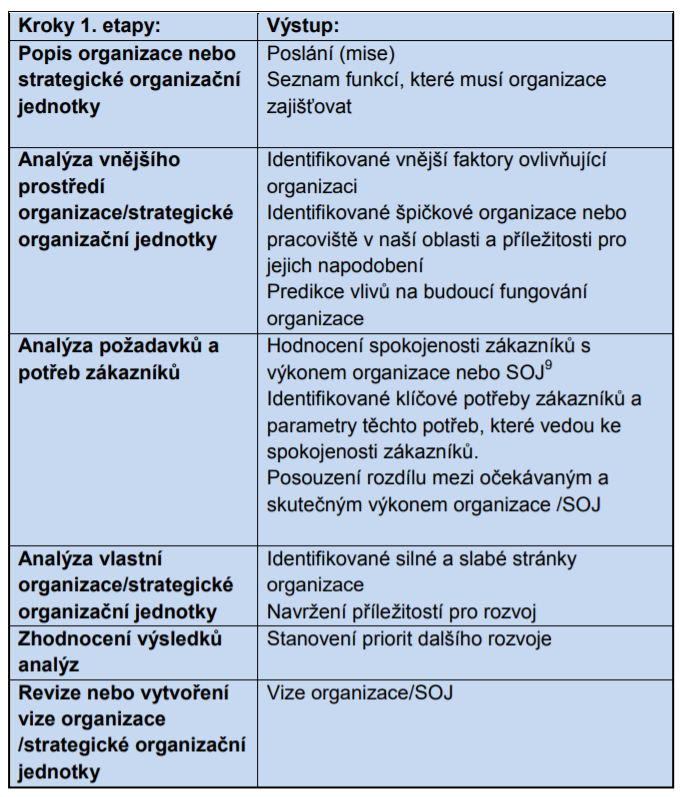 Kroky 1. etapy:
Výstup:
Popis organizace nebo
strategické organizační
jednotky
Poslání (mise)
Seznam funkcí, které musí organizace
zajišťovat
Analýza vnějšího
prostředí
organizace/strategické
organizační jednotky
Identifikované vnější faktory ovlivňující
organizaci
Identifikované špičkové organizace nebo
pracoviště v naší oblasti a příležitosti pro
jejich napodobení
Predikce vlivů na budoucí fungování
organizace
Analýza požadavků a
potřeb zákazníků
Hodnocení spokojenosti zákazníků s
výkonem organizace nebo SOJ⁹
Identifikované klíčové potřeby zákazníků a
parametry těchto potřeb, které vedou ke
spokojenosti zákazníků.
Posouzení rozdílu mezi očekávaným a
skutečným výkonem organizace /SOJ
Analýza vlastní
organizace/strategické
organizační jednotky
Identifikované silné a slabé stránky
organizace
Navržení příležitostí pro rozvoj
Zhodnocení výsledků
analýz
Stanovení priorit dalšího rozvoje
Revize nebo vytvoření
vize organizace
/strategické organizační
jednotky
Vize organizace/SOJ